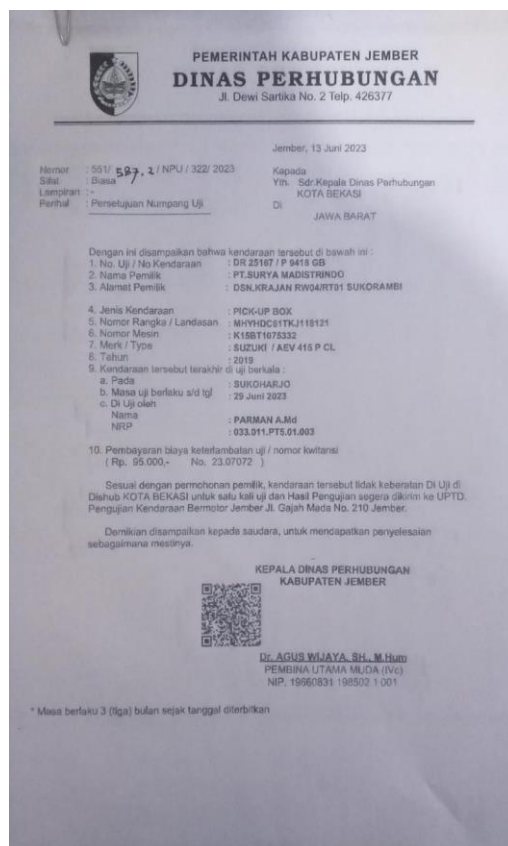 PEMERINTAH KABUPATEN JEMBER
DINAS PERHUBUNGAN
Jl. Dewi Sartika No. 2 Telp. 426377
Jember, 13 Juni 2023
Nomor : 551/ 587.2 / NPU / 322/ 2023
Sifat : Biasa
Lampiran : -
Perihal : Persetujuan Numpang Uji
Kepada
Yth. Sdr.Kepala Dinas Perhubungan
KOTA BEKASI
Di
JAWA BARAT
Dengan ini disampaikan bahwa kendaraan tersebut di bawah ini :
1. No. Uji / No Kendaraan : DR 25167 / P 9418 GB
2. Nama Pemilik : PT.SURYA MADISTRINDO
3. Alamat Pemilik : DSN.KRAJAN RW04/RT01 SUKORAMBI
4. Jenis Kendaraan : PICK-UP BOX
5. Nomor Rangka / Landasan : MHYHDC61TKJ118121
6. Nomor Mesin : K15BT1075332
7. Merk / Type : SUZUKI / AEV 415 P CL
8. Tahun : 2019
9. Kendaraan tersebut terakhir di uji berkala :
a. Pada : SUKOHARJO
b. Masa uji berlaku s/d tgl : 29 Juni 2023
c. Di Uji oleh
Nama : PARMAN A.Md
NRP : 033.011.PT5.01.003
10. Pembayaran biaya keterlambatan uji / nomor kwitansi
( Rp. 95.000,- No. 23.07072 )
Sesuai dengan permohonan pemilik, kendaraan tersebut tidak keberatan Di Uji di
Dishub KOTA BEKASI untuk satu kali uji dan Hasil Pengujian segera dikirim ke UPTD.
Pengujian Kendaraan Bermotor Jember Jl. Gajah Mada No. 210 Jember.
Demikian disampaikan kepada saudara, untuk mendapatkan penyelesaian
sebagaimana mestinya.
KEPALA DINAS PERHUBUNGAN
KABUPATEN JEMBER
Dr. AGUS WIJAYA, SH., M.Hum
PEMBINA UTAMA MUDA (IVc)
NIP. 19660831 198502 1 001
* Masa berlaku 3 (tiga) bulan sejak tanggal diterbitkan